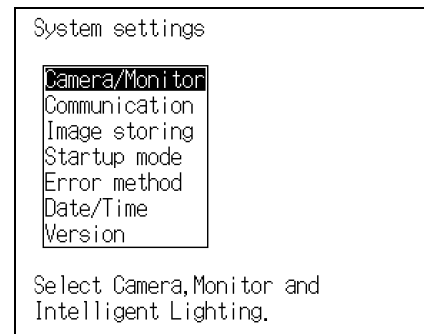 System settings
Camera/Monitor
Communication
Image storing
Startup mode
Error method
Date/Time
Version
Select Camera,Monitor and
Intelligent Lighting.